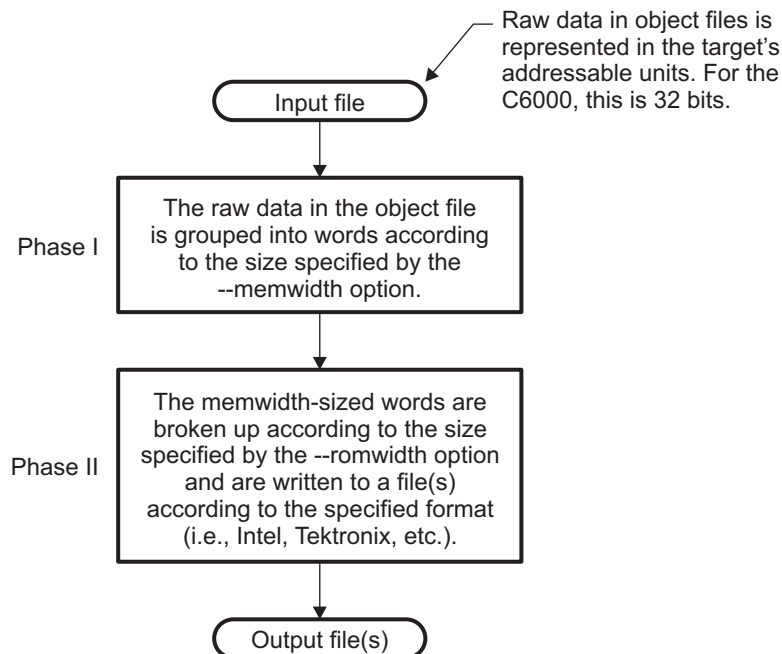 Raw data in object files is
represented in the target's
addressable units. For the
C6000, this is 32 bits.
Input file
Phase I
The raw data in the object file
is grouped into words according
to the size specified by the
--memwidth option.
Phase II
The memwidth-sized words are
broken up according to the size
specified by the --romwidth option
and are written to a file(s)
according to the specified format
(i.e., Intel, Tektronix, etc.).
Output file(s)